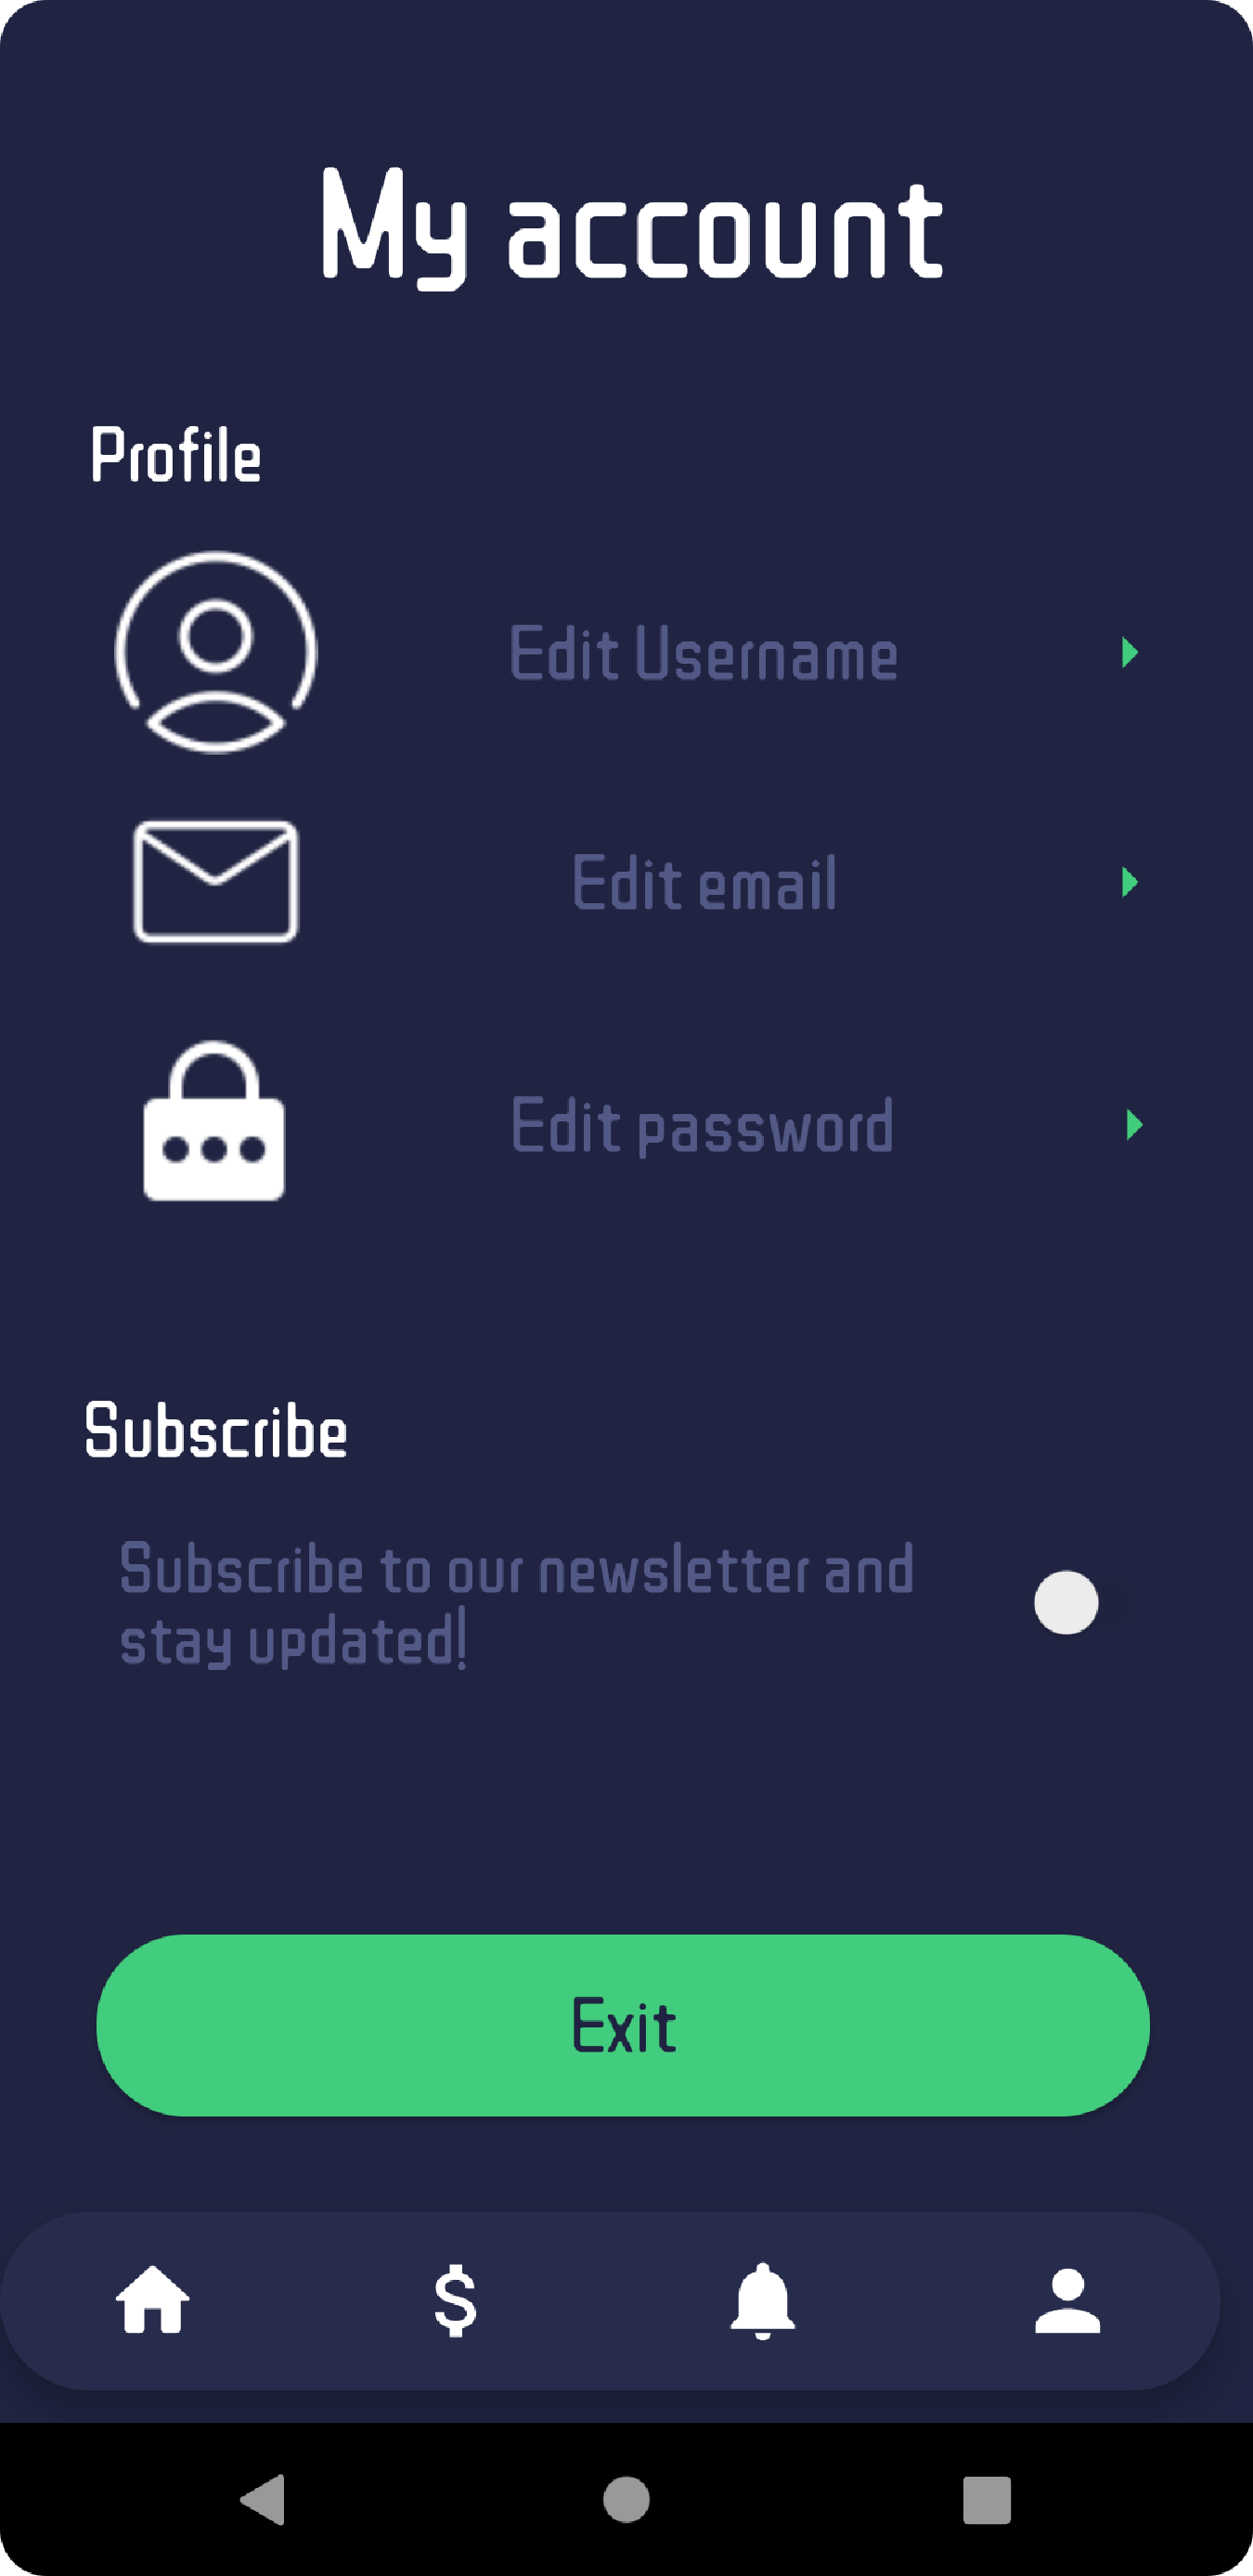 My account
Profile
Edit Username
Edit email
Edit password
Subscribe
Subscribe to our newsletter and
stay updated!
Exit